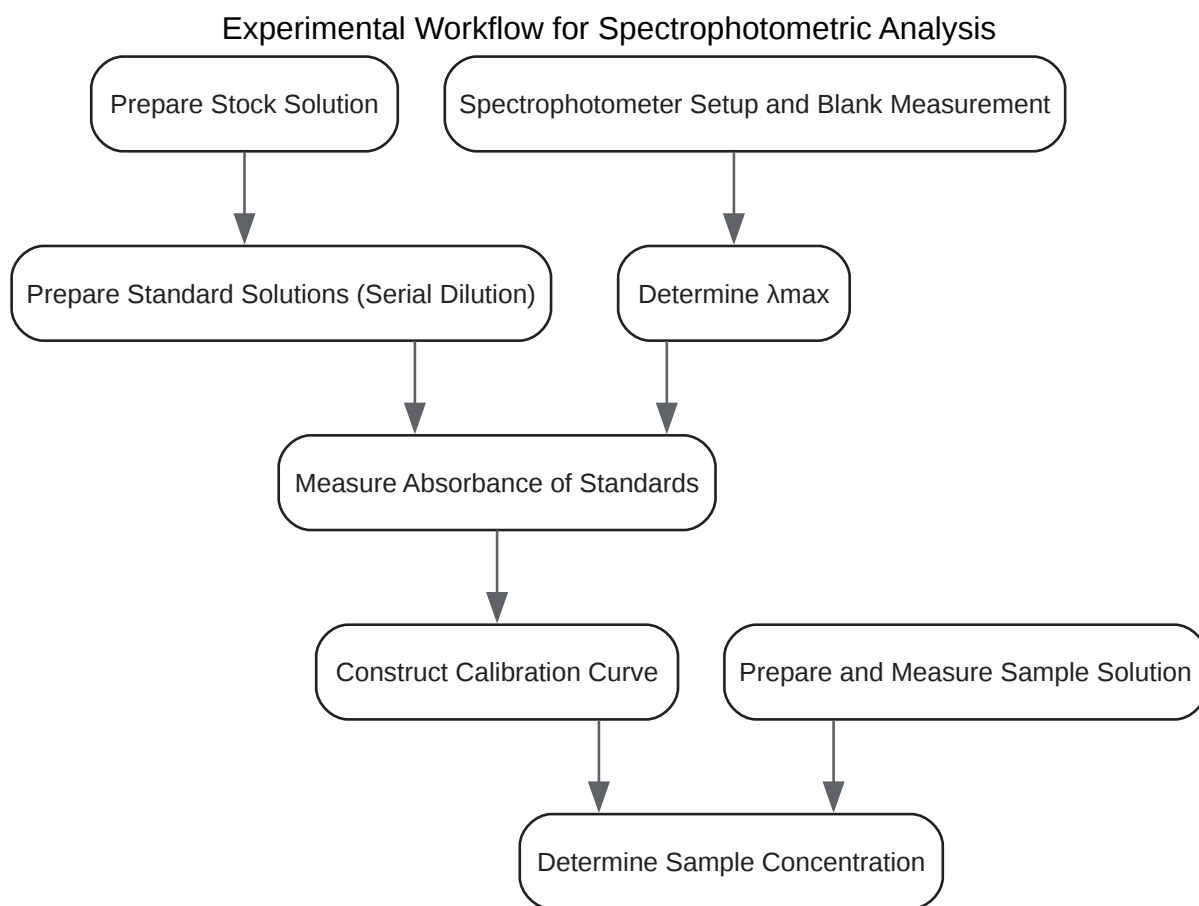 Experimental Workflow for Spectrophotometric Analysis
Prepare Stock Solution
Spectrophotometer Setup and Blank Measurement
Prepare Standard Solutions (Serial Dilution)
Determine λmax
Measure Absorbance of Standards
Construct Calibration Curve
Prepare and Measure Sample Solution
Determine Sample Concentration